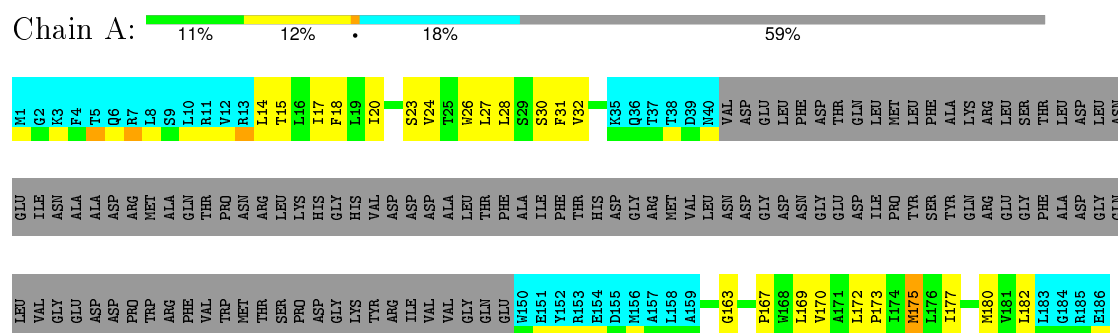 Chain A:
11% 12% • 18% 59%
M1 G2 K3 F4 T5 Q6 R7 L8 S9 L10 R11 V12 R13 L14 T15 L16 I17 F18 L19 I20 S23 V24 T25 W26 L27 L28 S29 S30 F31 V32 K35 Q36 T37 T38 D39 N40 VAL ASP GLU LEU PHE ASP THR GLN LEU MET LEU PHE ALA LYS ARG LEU SER THR LEU ASP LEU ASN
GLU ILE ASN ALA ALA ASP ARG MET ALA GLN THR PRO ASN ARG LEU LYS HIS GLY HIS VAL ASP ASP ASP ALA LEU THR PHE ALA ILE PHE THR HIS ASP GLY ARG MET VAL LEU ASN ASP GLY ASP ASN GLY GLU ASP ILE PRO TYR SER TYR GLN ARG GLU GLY PHE ALA ASP GLY GLN
LEU VAL GLY GLU ASP ASP PRO TRP ARG PHE VAL TRP MET THR SER PRO ASP GLY LYS TYR ARG ILE VAL VAL GLY GLN GLU W150 E151 Y152 R153 E154 D155 M156 A157 L158 A159 G163 P167 W168 L169 V170 A171 L172 P173 I174 M175 L176 I177 M180 V181 L182 L183 G184 R185 E186